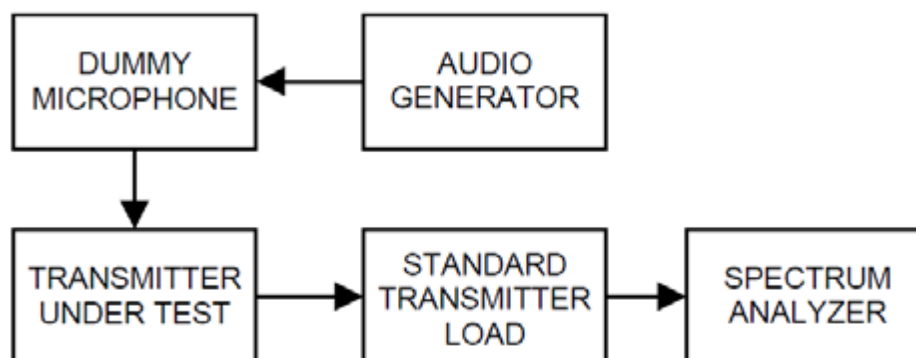 DUMMY
MICROPHONE
AUDIO
GENERATOR
TRANSMITTER
UNDER TEST
STANDARD
TRANSMITTER
LOAD
SPECTRUM
ANALYZER